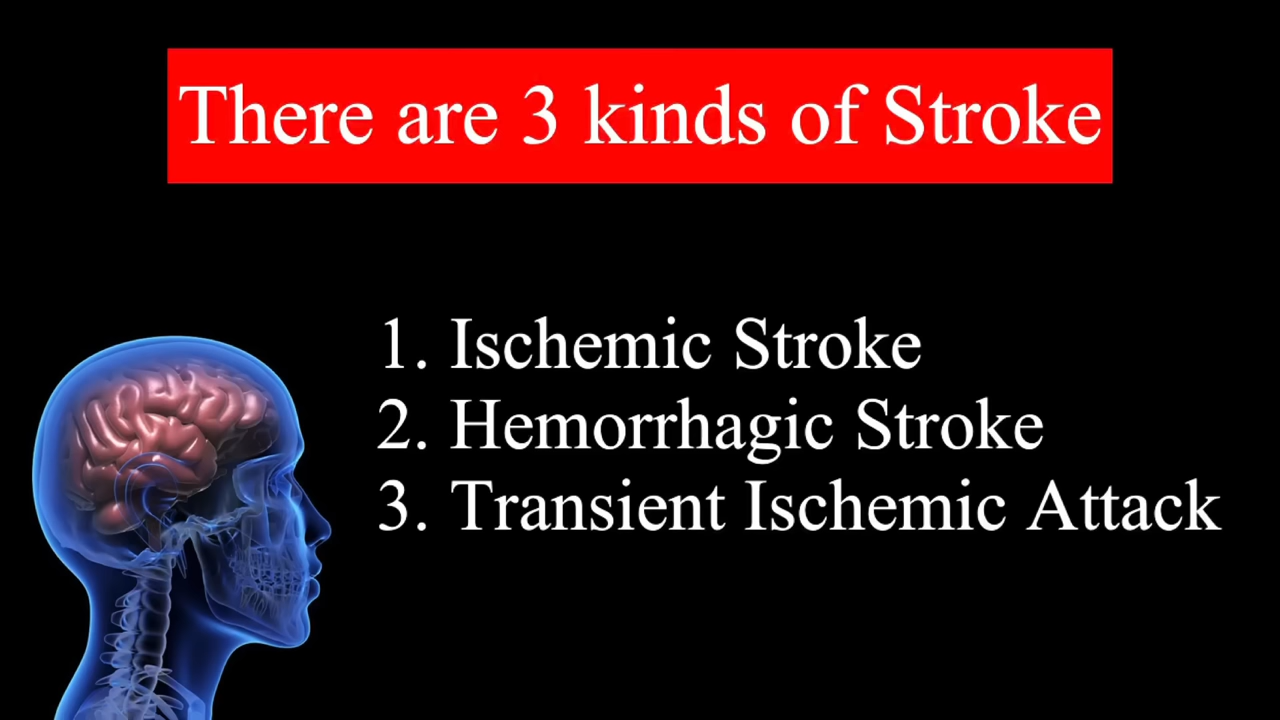 There are 3 kinds of Stroke
1. Ischemic Stroke
2. Hemorrhagic Stroke
3. Transient Ischemic Attack